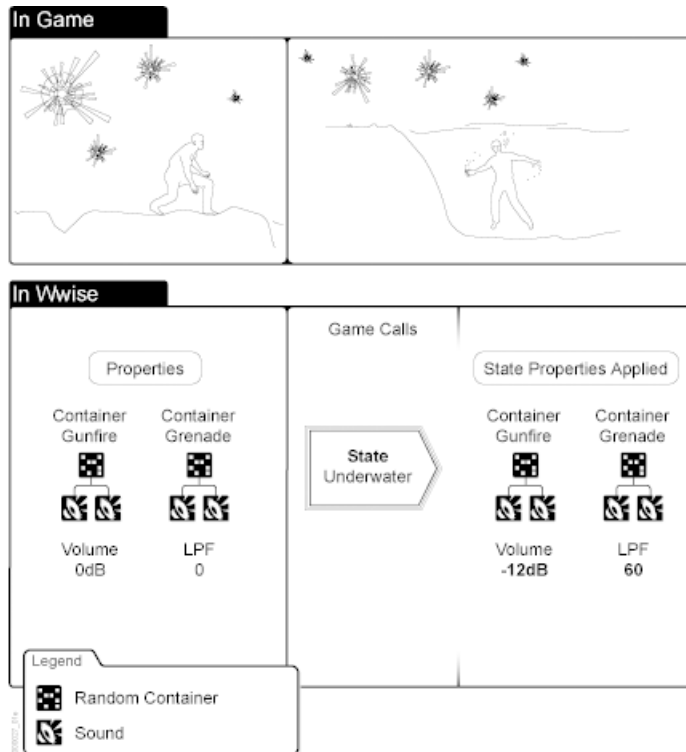 In Game
In Wwise
Properties
Container
Gunfire
Container
Grenade
Volume
0dB
LPF
0
Game Calls
State
Underwater
State Properties Applied
Container
Gunfire
Container
Grenade
Volume
-12dB
LPF
60
Legend
Random Container
Sound